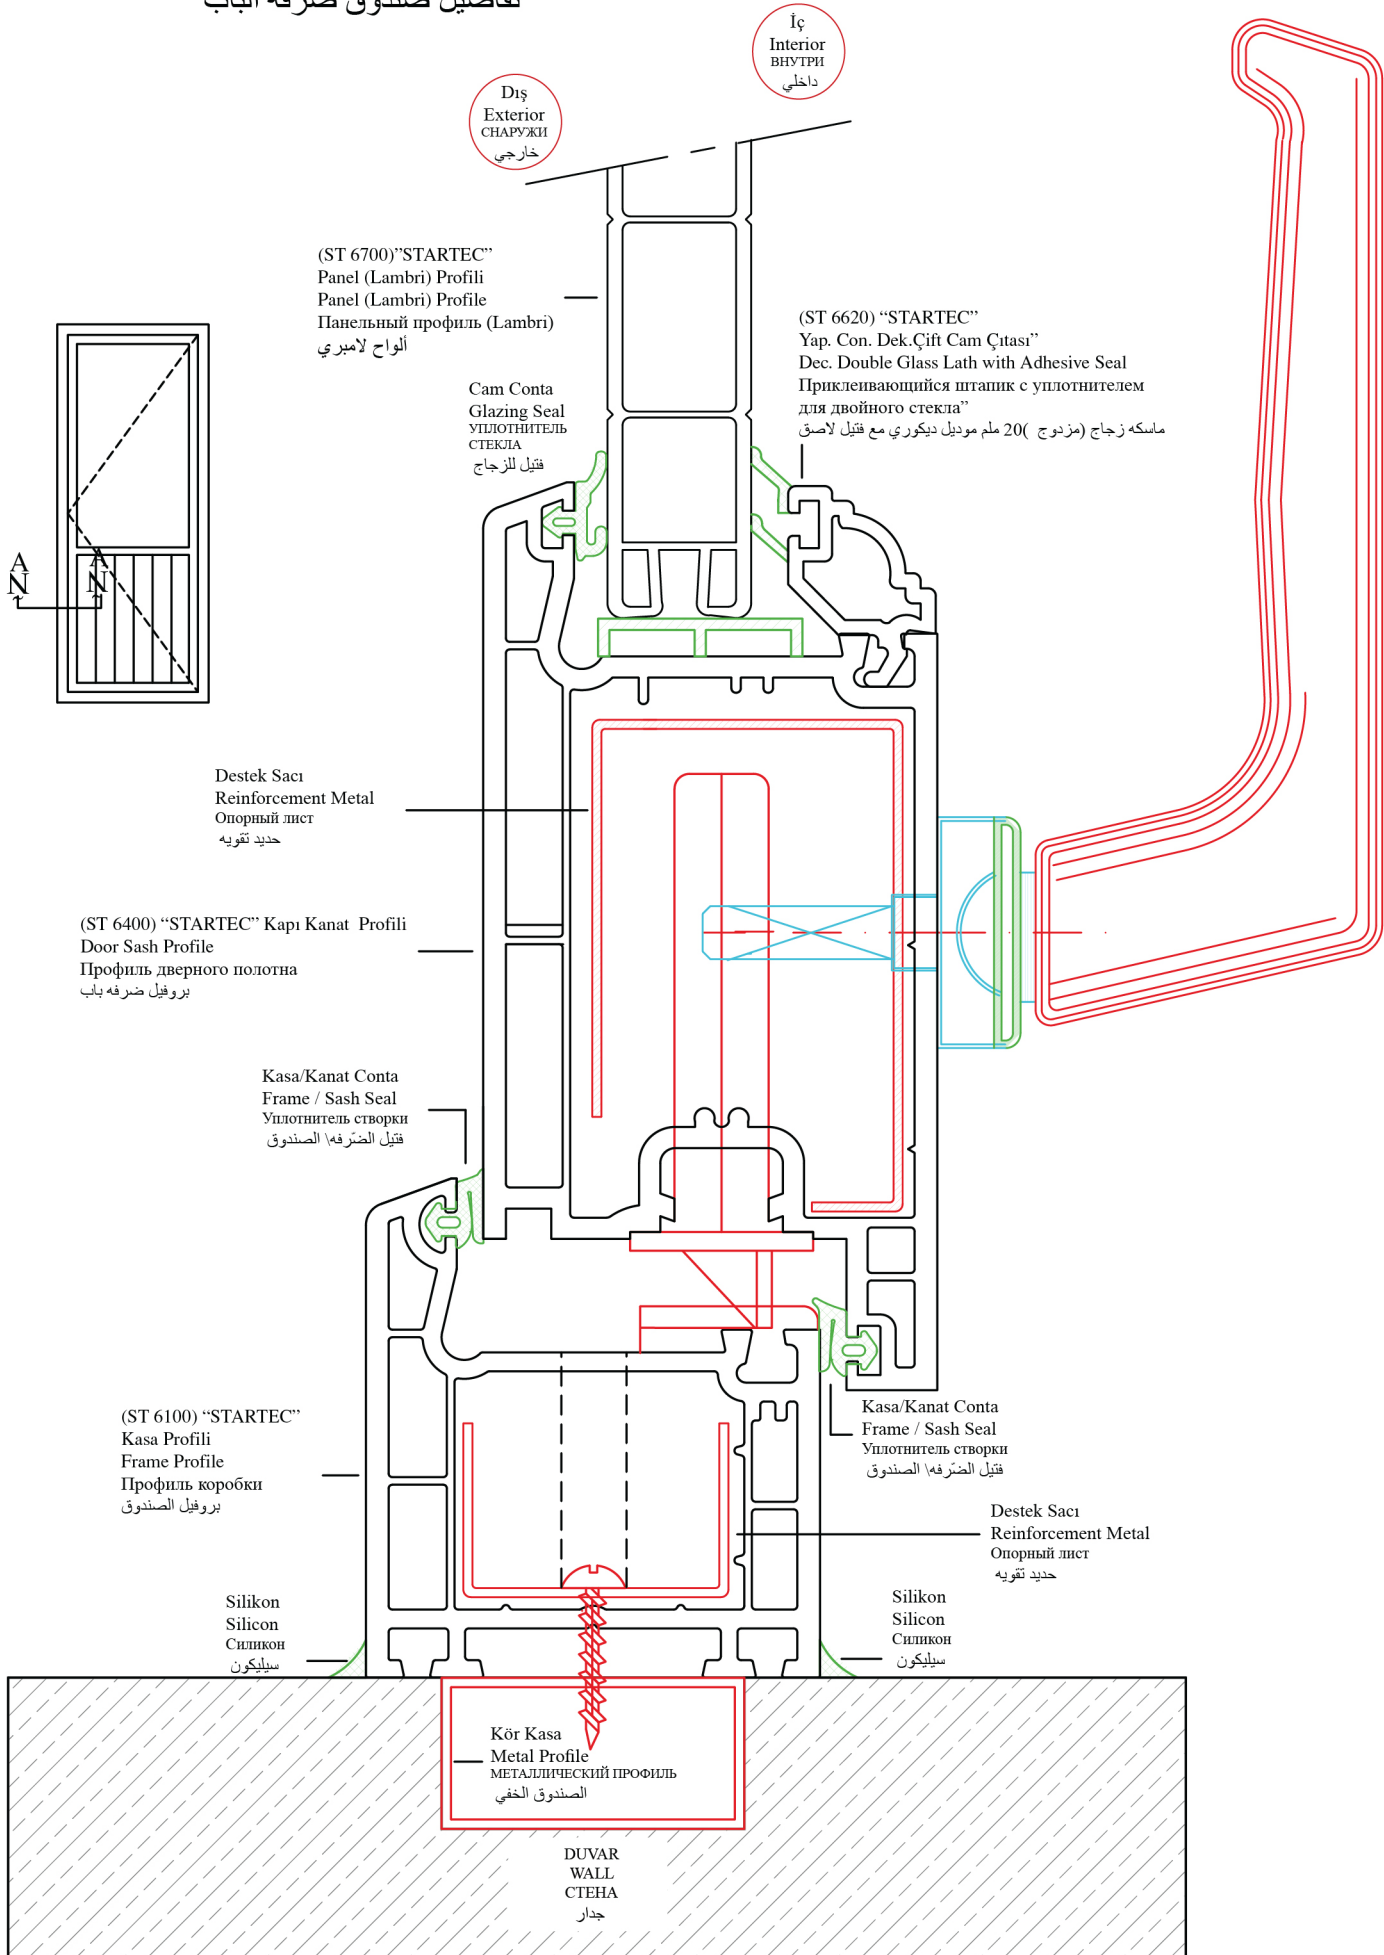 تفاصيل صندوق ضرفه الباب
İç
Interior
ВНУТРИ
داخلي
Dış
Exterior
СНАРУЖИ
خارجي
(ST 6700)”STARTEC”
Panel (Lambri) Profili
Panel (Lambri) Profile
Панельный профиль (Lambri)
ألواح لامبري
(ST 6620) “STARTEC”
Yap. Con. Dek.Çift Cam Çıtası”
Dec. Double Glass Lath with Adhesive Seal
Приклеивающийся штапик с уплотнителем
для двойного стекла”
ماسكه زجاج (مزدوج )20 ملم موديل ديكوري مع فتيل لاصق
Cam Conta
Glazing Seal
УПЛОТНИТЕЛЬ
СТЕКЛА
فتيل للزجاج
A
Ñ
A
Ñ
Destek Sacı
Reinforcement Metal
Опорный лист
حديد تقويه
(ST 6400) “STARTEC” Kapı Kanat Profili
Door Sash Profile
Профиль дверного полотна
بروفيل ضرفه باب
Kasa/Kanat Conta
Frame / Sash Seal
Уплотнитель створки
فتيل الضّرفه\ الصندوق
(ST 6100) “STARTEC”
Kasa Profili
Frame Profile
Профиль коробки
بروفيل الصندوق
Kasa/Kanat Conta
Frame / Sash Seal
Уплотнитель створки
فتيل الضّرفه\ الصندوق
Destek Sacı
Reinforcement Metal
Опорный лист
حديد تقويه
Silikon
Silicon
Силикон
سيليكون
Silikon
Silicon
Силикон
سيليكون
Kör Kasa
Metal Profile
МЕТАЛЛИЧЕСКИЙ ПРОФИЛЬ
الصندوق الخفي
DUVAR
WALL
СТЕНА
جدار